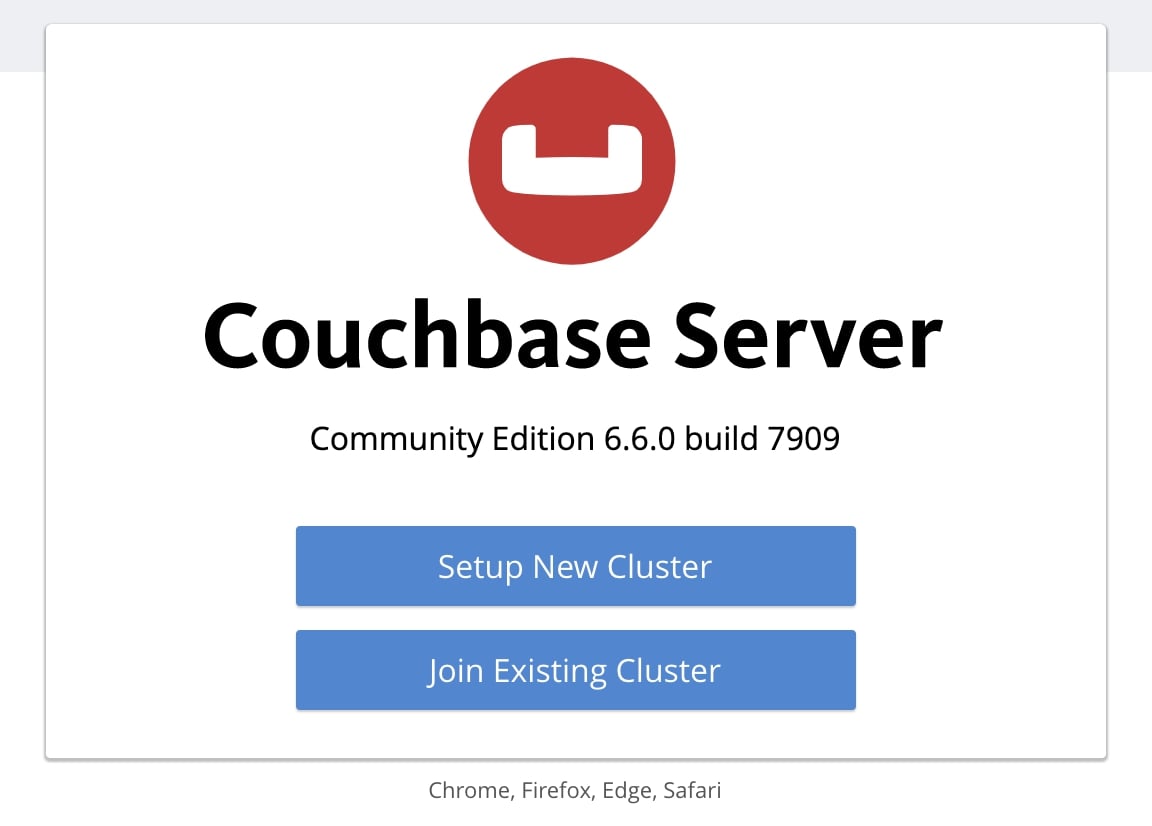 Couchbase Server
Community Edition 6.6.0 build 7909
Setup New Cluster
Join Existing Cluster
Chrome, Firefox, Edge, Safari